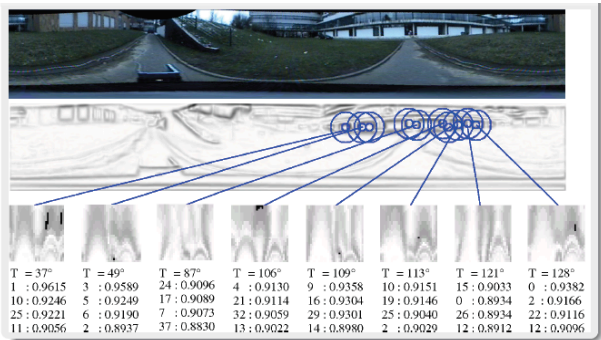 T = 37° T = 49° T = 87° T = 106° T = 109° T = 113° T = 121° T = 128°
1 : 0.9615 3 : 0.9589 24 : 0.9096 4 : 0.9130 9 : 0.9358 10 : 0.9151 15 : 0.9033 0 : 0.9382
10 : 0.9246 5 : 0.9249 17 : 0.9089 21 : 0.9114 16 : 0.9304 19 : 0.9146 0 : 0.8934 2 : 0.9166
25 : 0.9221 6 : 0.9190 7 : 0.9073 32 : 0.9059 29 : 0.9301 25 : 0.9040 26 : 0.8934 22 : 0.9116
11 : 0.9056 2 : 0.8937 37 : 0.8830 13 : 0.9022 14 : 0.8980 2 : 0.9029 12 : 0.8912 12 : 0.9096